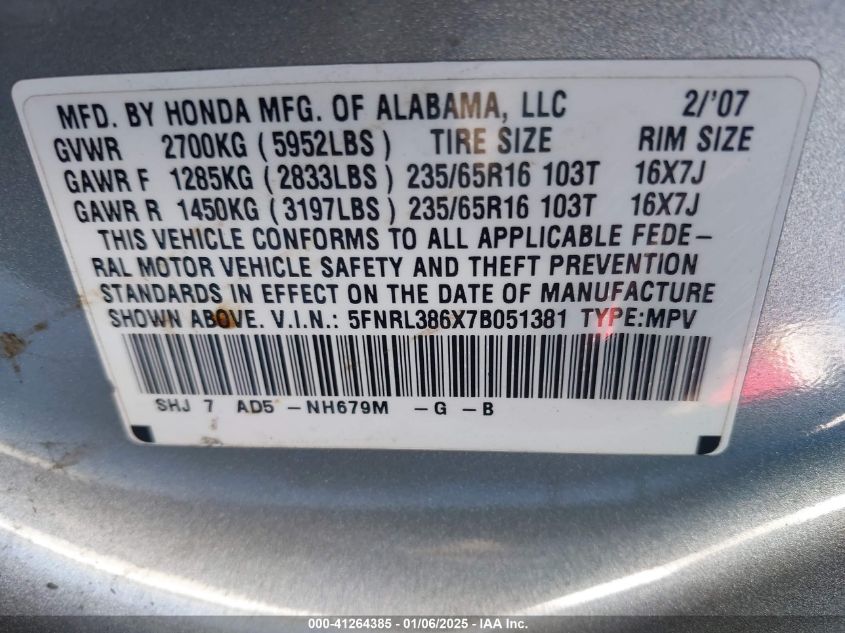 MFD. BY HONDA MFG. OF ALABAMA, LLC 2/'07
GVWR 2700KG (5952LBS) TIRE SIZE RIM SIZE
GAWR F 1285KG (2833LBS) 235/65R16 103T 16X7J
GAWR R 1450KG (3197LBS) 235/65R16 103T 16X7J
THIS VEHICLE CONFORMS TO ALL APPLICABLE FEDE-
RAL MOTOR VEHICLE SAFETY AND THEFT PREVENTION
STANDARDS IN EFFECT ON THE DATE OF MANUFACTURE
SHOWN ABOVE. V.I.N.: 5FNRL386X7B051381 TYPE:MPV
SHJ 7 AD5 -NH679M -G -B
000-41264385 - 01/06/2025 - IAA Inc.